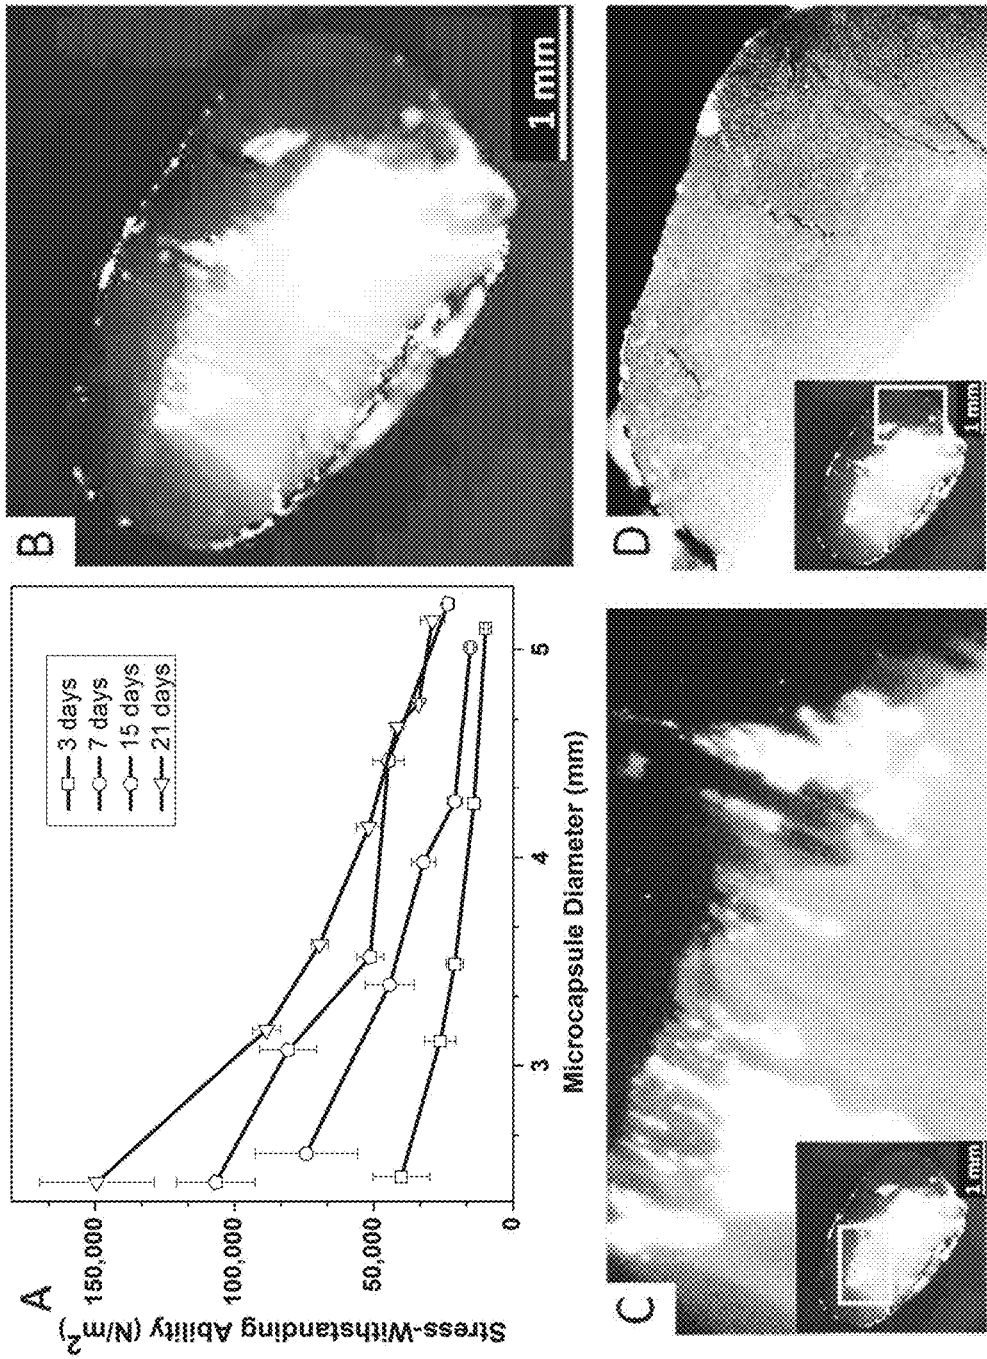 A
Stress-Withstanding Ability (N/m²)
150,000
100,000
50,000
0
3
4
5
Microcapsule Diameter (mm)
3 days
7 days
15 days
21 days
B
1 mm
C
1 mm
D
1 mm